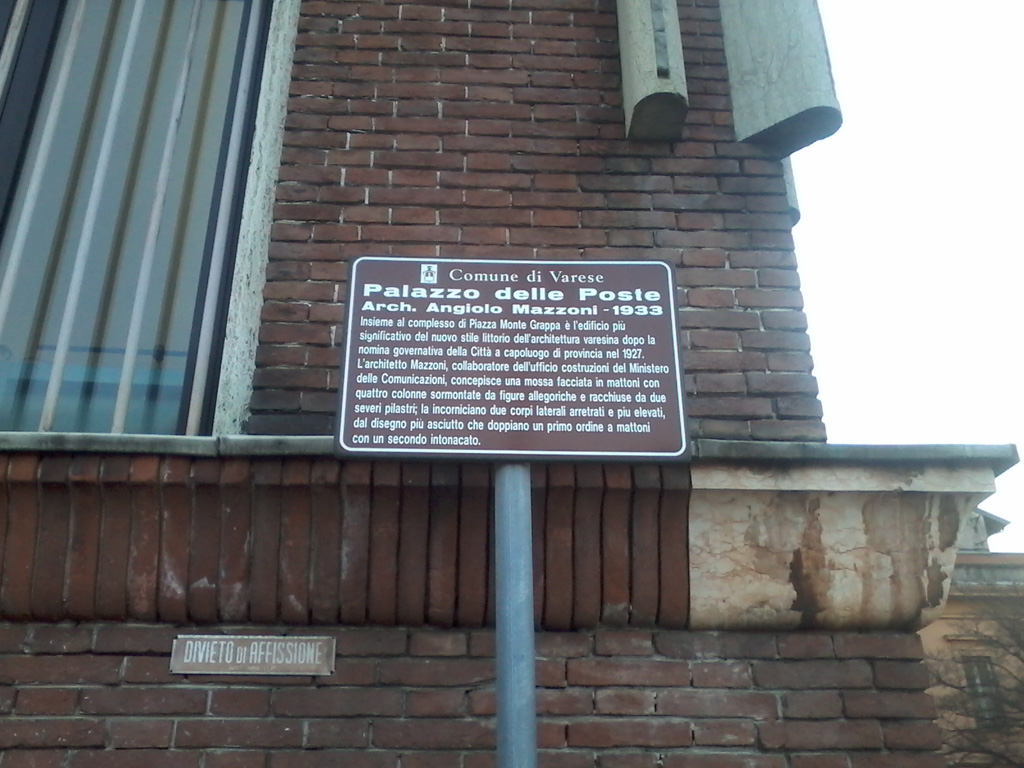 Comune di Varese
Palazzo delle Poste
Arch. Angiolo Mazzoni - 1933
Insieme al complesso di Piazza Monte Grappa è l'edificio più
significativo del nuovo stile littorio dell'architettura varesina dopo la
nomina governativa della Città a capoluogo di provincia nel 1927.
L'architetto Mazzoni, collaboratore dell'ufficio costruzioni del Ministero
delle Comunicazioni, concepisce una mossa facciata in mattoni con
quattro colonne sormontate da figure allegoriche e racchiuse da due
severi pilastri; la incorniciano due corpi laterali arretrati e piu elevati,
dal disegno più asciutto che doppiano un primo ordine a mattoni
con un secondo intonacato.
DIVIETO DI AFFISSIONE